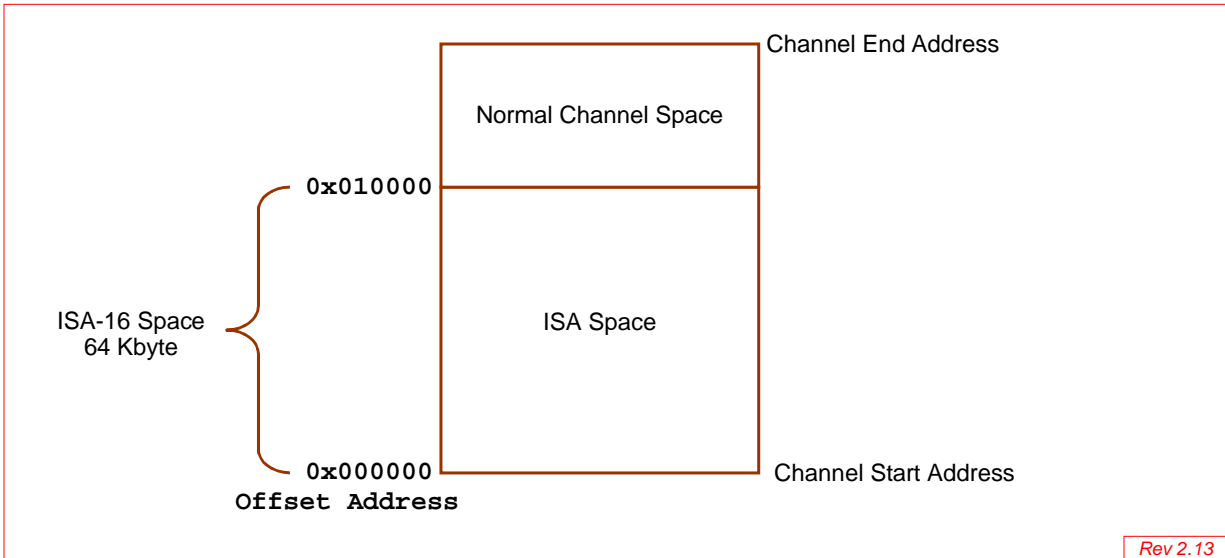 Channel End Address
Normal Channel Space
0x010000
ISA-16 Space
64 Kbyte
ISA Space
0x000000
Channel Start Address
Offset Address
Rev 2.13